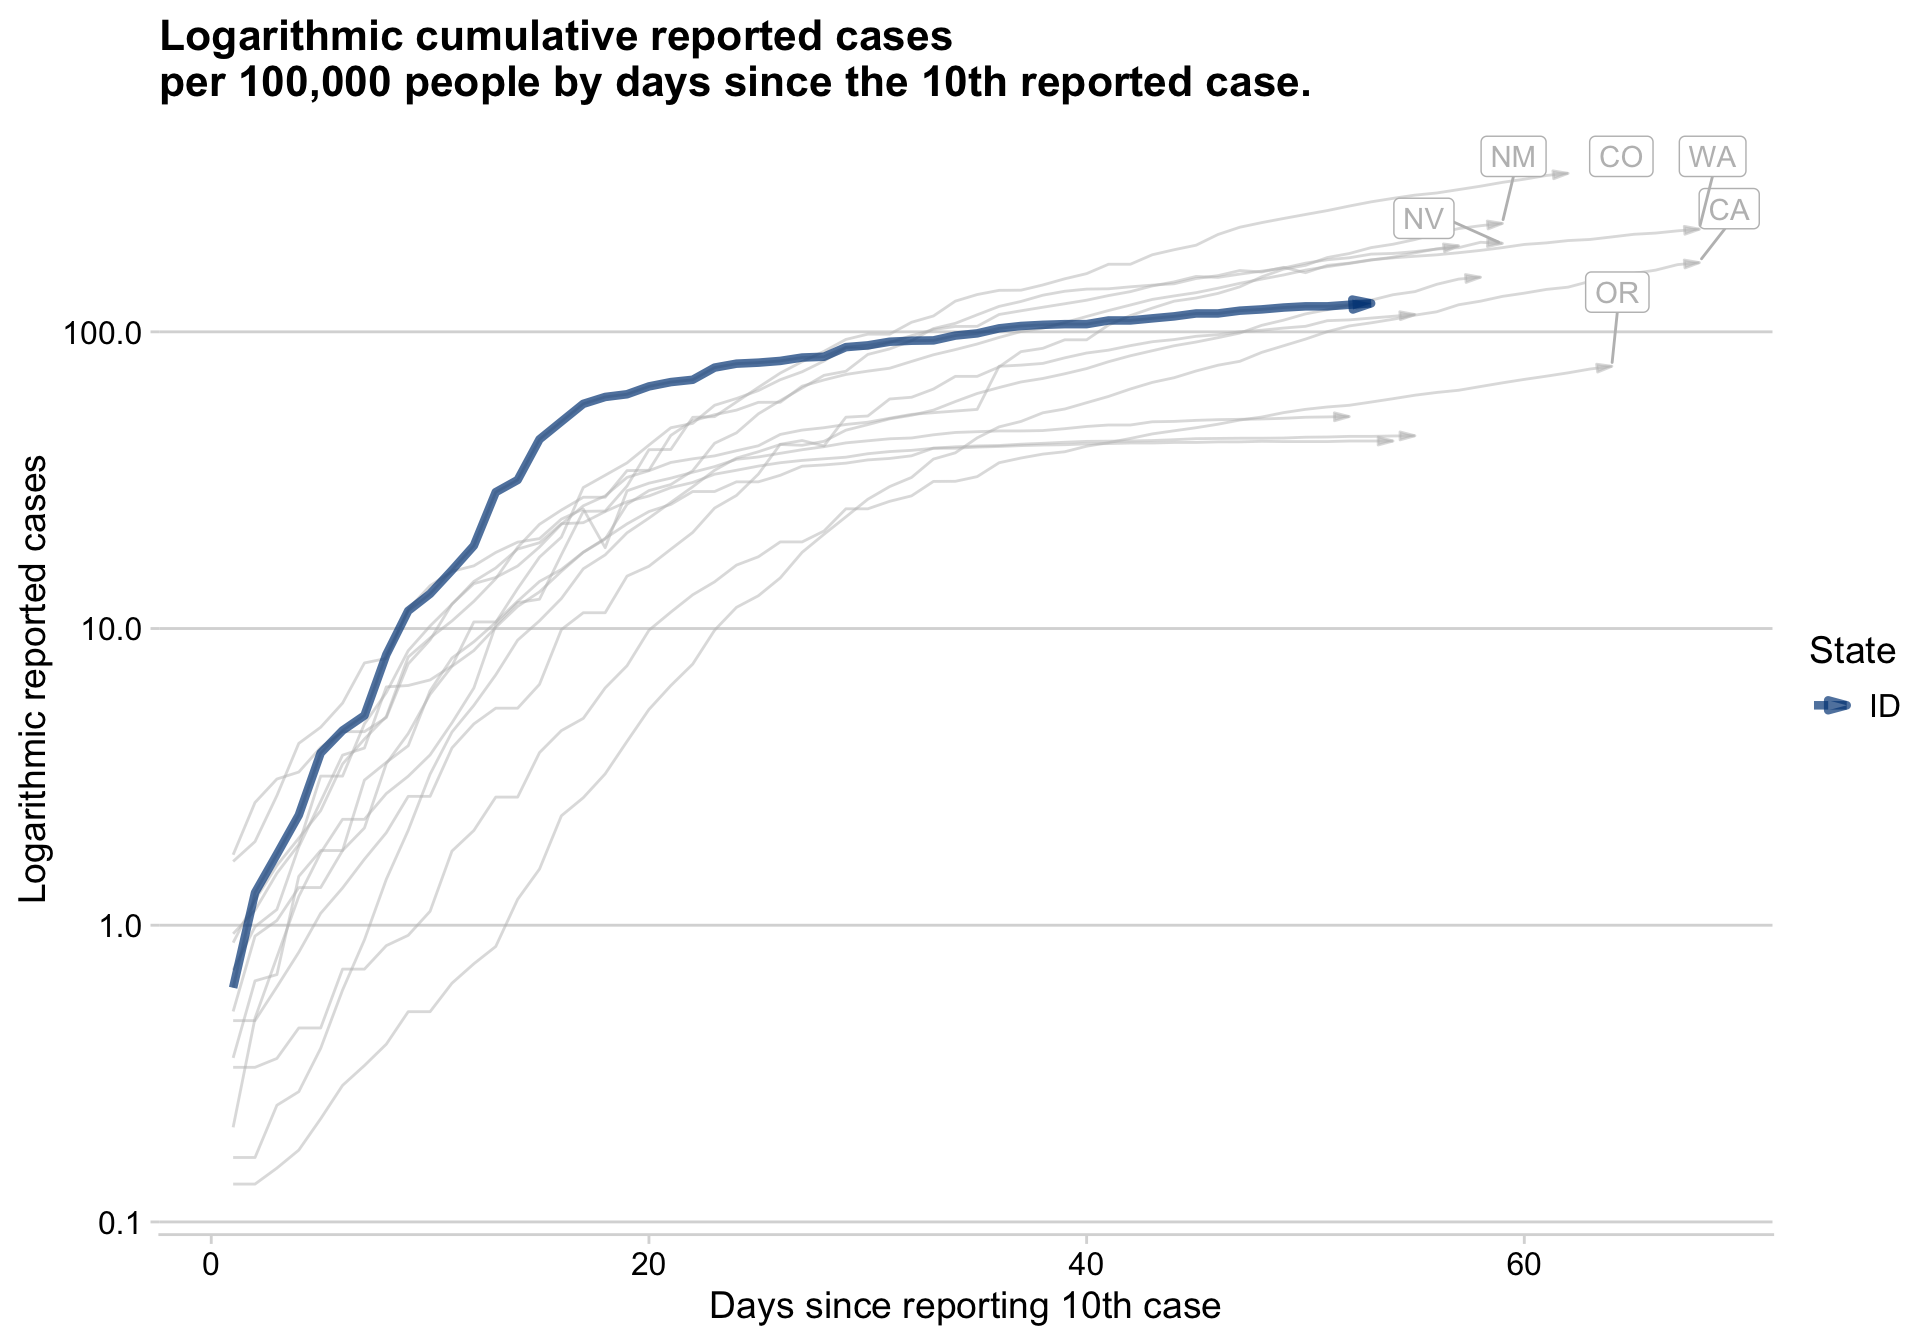 Logarithmic cumulative reported cases
per 100,000 people by days since the 10th reported case.
NM
CO
WA
NV
CA
OR
100.0
10.0
1.0
0.1
Logarithmic reported cases
State
ID
0
20
40
60
Days since reporting 10th case